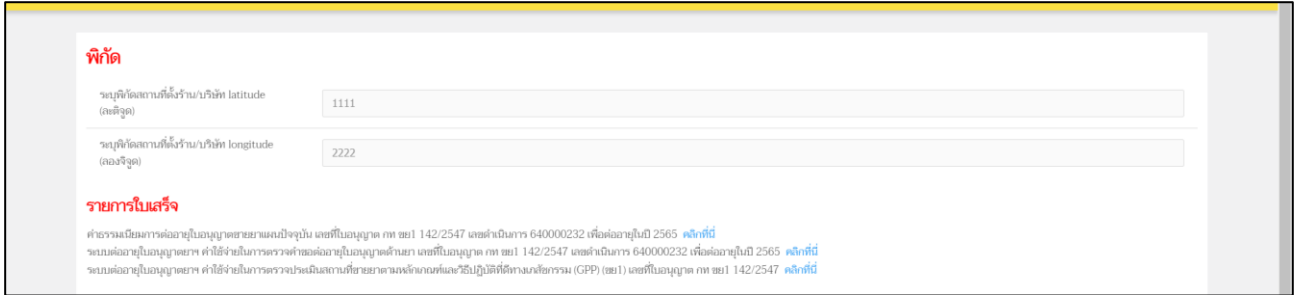 พิกัด
ระบุพิกัดสถานที่ตั้งร้าน/บริษัท latitude
(ละติจูด)
1111
ระบุพิกัดสถานที่ตั้งร้าน/บริษัท longitude
(ลองจิจูด)
2222
รายการใบเสร็จ
ค่าธรรมเนียมการต่ออายุใบอนุญาตขายยาแผนปัจจุบัน เลขที่ใบอนุญาต กท ขย1 142/2547 เลขดำเนินการ 640000232 เพื่อต่ออายุในปี 2565 คลิกที่นี่
ระบบต่ออายุใบอนุญาตยาฯ ค่าใช้จ่ายในการตรวจคำขอต่ออายุใบอนุญาตด้านยา เลขที่ใบอนุญาต กท ขย1 142/2547 เลขดำเนินการ 640000232 เพื่อต่ออายุในปี 2565 คลิกที่นี่
ระบบต่ออายุใบอนุญาตยาฯ ค่าใช้จ่ายในการตรวจประเมินสถานที่ขายยาตามหลักเกณฑ์และวิธีปฏิบัติที่ดีทางเภสัชกรรม (GPP) (ขย1) เลขที่ใบอนุญาต กท ขย1 142/2547 คลิกที่นี่